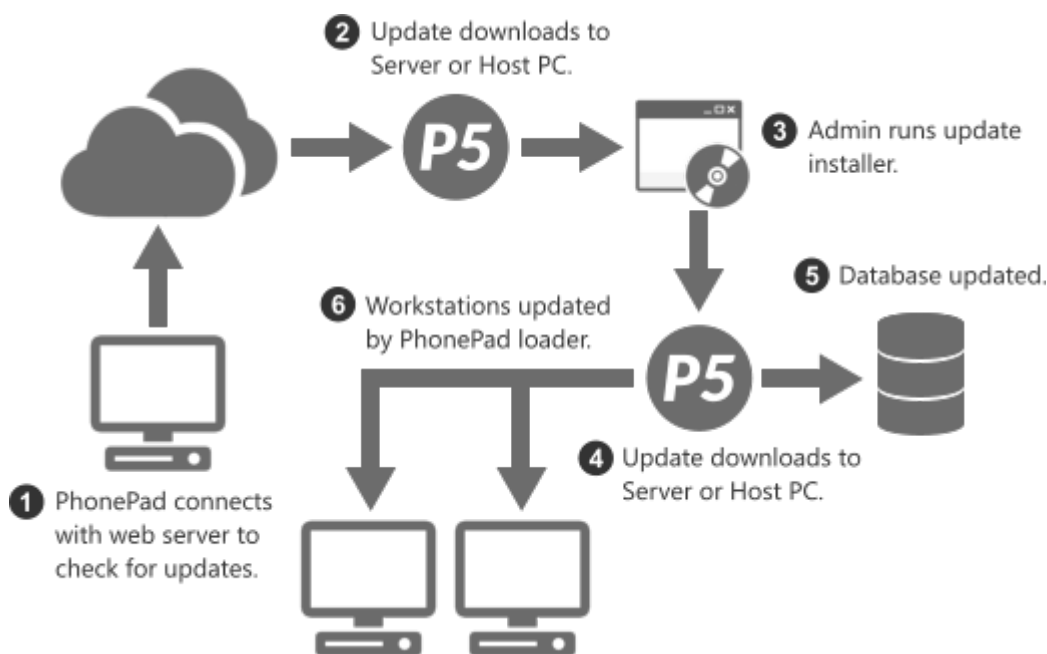 2 Update downloads to
Server or Host PC.
P5
3 Admin runs update
installer.
5 Database updated.
6 Workstations updated
by PhonePad loader.
P5
4 Update downloads to
Server or Host PC.
1 PhonePad connects
with web server to
check for updates.